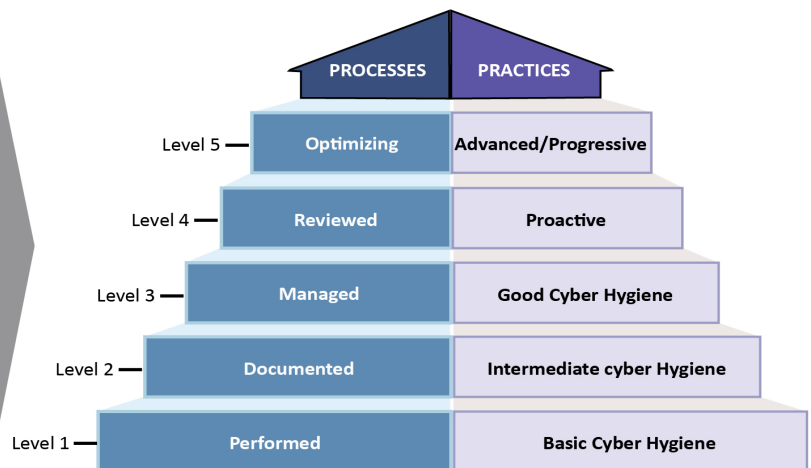 PROCESSES PRACTICES
Level 5 Optimizing Advanced/Progressive
Level 4 Reviewed Proactive
Level 3 Managed Good Cyber Hygiene
Level 2 Documented Intermediate cyber Hygiene
Level 1 Performed Basic Cyber Hygiene